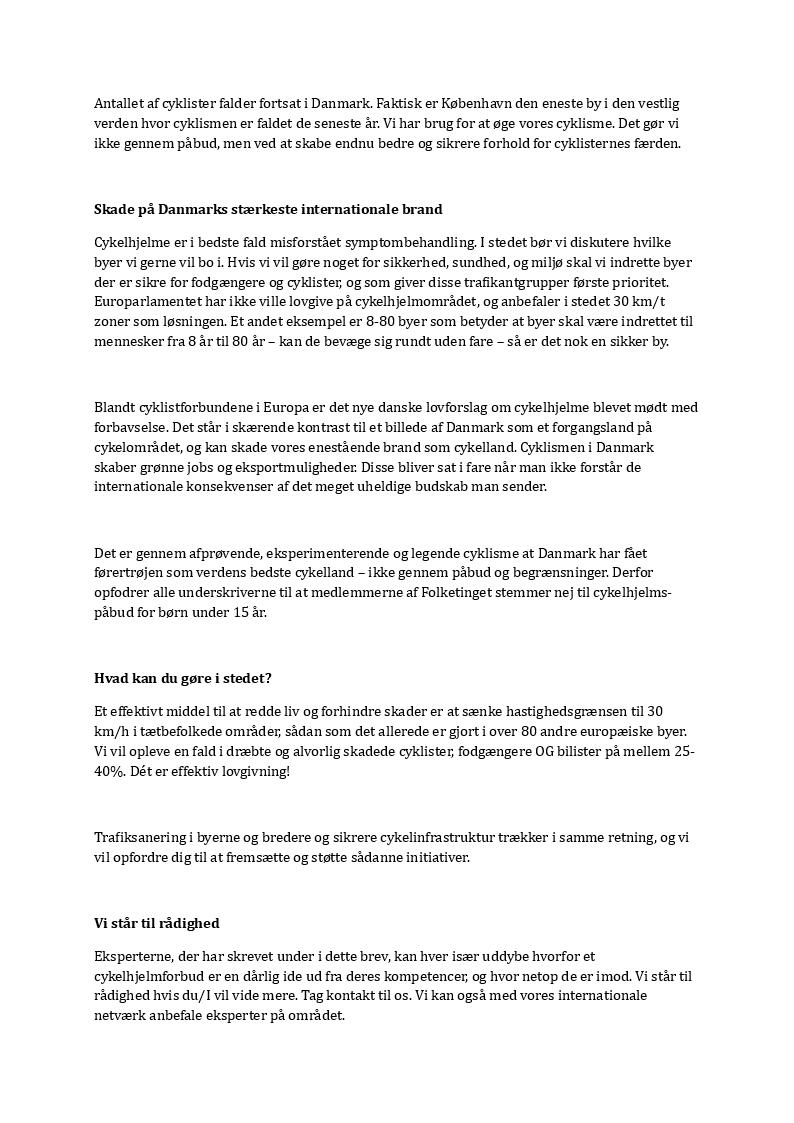 Antallet af cyklister falder fortsat i Danmark. Faktisk er København den eneste by i den vestlig
verden hvor cyklismen er faldet de seneste år. Vi har brug for at øge vores cyklisme. Det gør vi
ikke gennem påbud, men ved at skabe endnu bedre og sikrere forhold for cyklisternes færden.
Skade på Danmarks stærkeste internationale brand
Cykelhjelme er i bedste fald misforstået symptombehandling. I stedet bør vi diskutere hvilke
byer vi gerne vil bo i. Hvis vi vil gøre noget for sikkerhed, sundhed, og miljø skal vi indrette byer
der er sikre for fodgængere og cyklister, og som giver disse trafikantgrupper første prioritet.
Europarlamentet har ikke ville lovgive på cykelhjelmområdet, og anbefaler i stedet 30 km/t
zoner som løsningen. Et andet eksempel er 8-80 byer som betyder at byer skal være indrettet til
mennesker fra 8 år til 80 år – kan de bevæge sig rundt uden fare – så er det nok en sikker by.
Blandt cyklistforbundene i Europa er det nye danske lovforslag om cykelhjelme blevet mødt med
forbavselse. Det står i skærende kontrast til et billede af Danmark som et forgangsland på
cykelområdet, og kan skade vores enestående brand som cykelland. Cyklismen i Danmark
skaber grønne jobs og eksportmuligheder. Disse bliver sat i fare når man ikke forstår de
internationale konsekvenser af det meget uheldige budskab man sender.
Det er gennem afprøvende, eksperimenterende og legende cyklisme at Danmark har fået
førertrøjen som verdens bedste cykelland – ikke gennem påbud og begrænsninger. Derfor
opfodrer alle underskriverne til at medlemmerne af Folketinget stemmer nej til cykelhjelms-
påbud for børn under 15 år.
Hvad kan du gøre i stedet?
Et effektivt middel til at redde liv og forhindre skader er at sænke hastighedsgrænsen til 30
km/h i tætbefolkede områder, sådan som det allerede er gjort i over 80 andre europæiske byer.
Vi vil opleve en fald i dræbte og alvorlig skadede cyklister, fodgængere OG bilister på mellem 25-
40%. Dét er effektiv lovgivning!
Trafiksanering i byerne og bredere og sikrere cykelinfrastruktur trækker i samme retning, og vi
vil opfordre dig til at fremsætte og støtte sådanne initiativer.
Vi står til rådighed
Eksperterne, der har skrevet under i dette brev, kan hver især uddybe hvorfor et
cykelhjelmforbud er en dårlig ide ud fra deres kompetencer, og hvor netop de er imod. Vi står til
rådighed hvis du/I vil vide mere. Tag kontakt til os. Vi kan også med vores internationale
netværk anbefale eksperter på området.